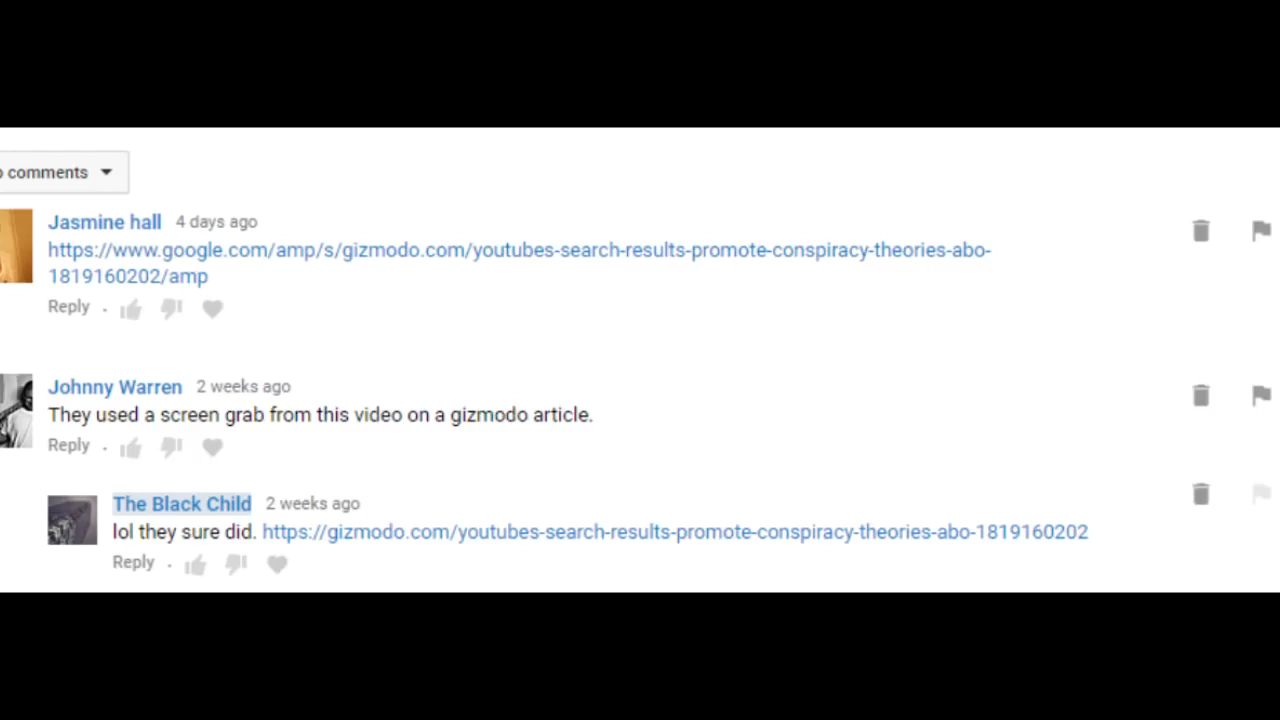 comments
Jasmine hall 4 days ago
https://www.google.com/amp/s/gizmodo.com/youtubes-search-results-promote-conspiracy-theories-abo-
1819160202/amp
Reply .
Johnny Warren 2 weeks ago
They used a screen grab from this video on a gizmodo article.
Reply .
The Black Child 2 weeks ago
lol they sure did. https://gizmodo.com/youtubes-search-results-promote-conspiracy-theories-abo-1819160202
Reply .